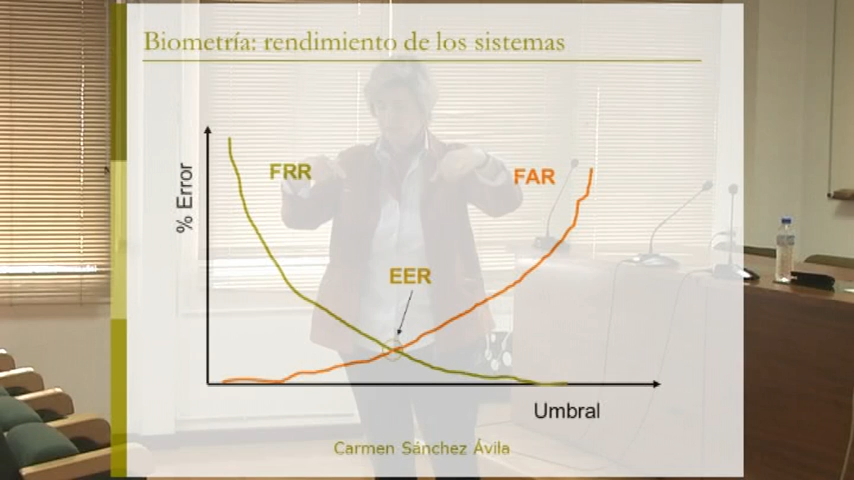 Biometría: rendimiento de los sistemas
% Error
FRR
FAR
EER
Umbral
Carmen Sánchez Ávila